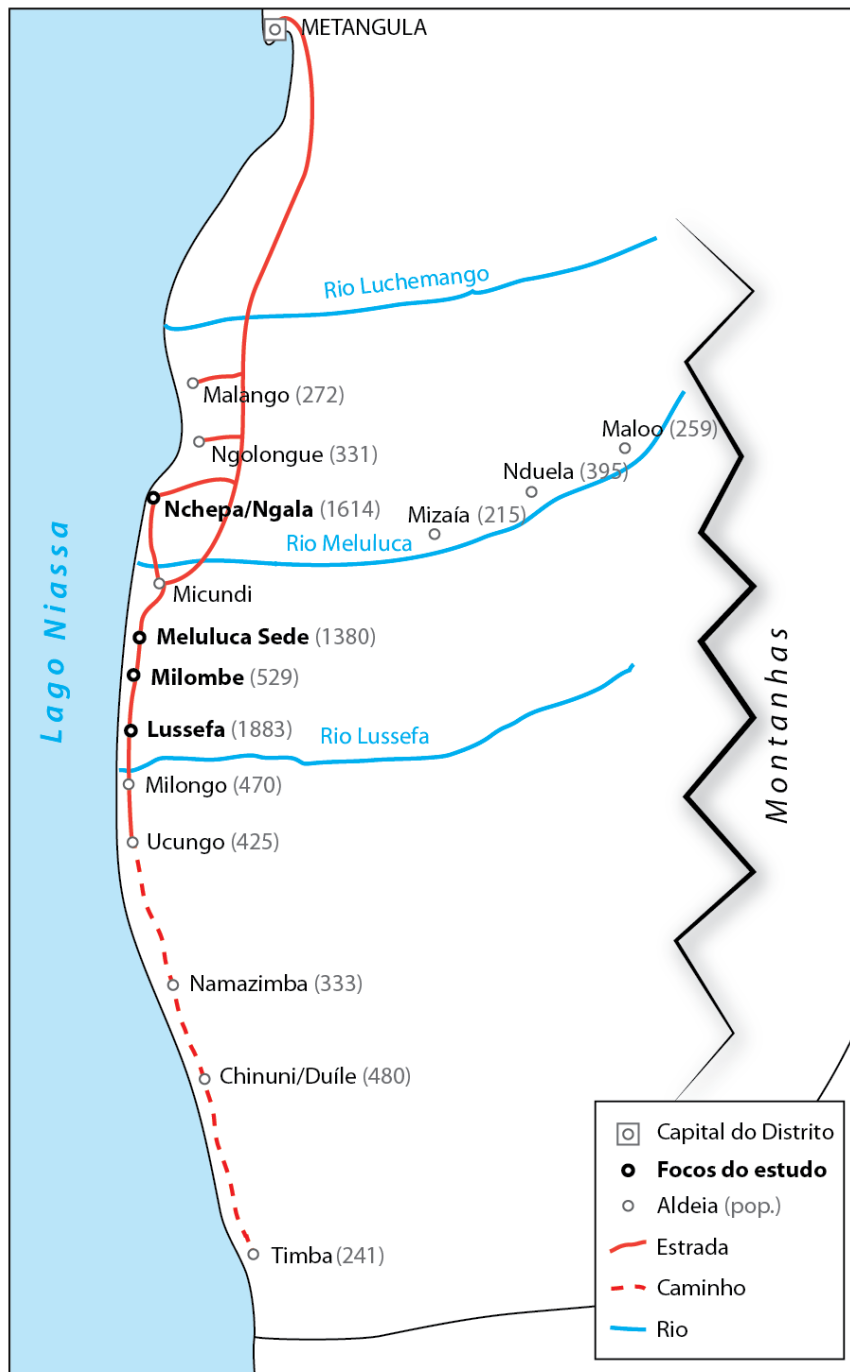 METANGULA
Rio Luchemango
Malango (272)
Maloo (259)
Ngolongue (331)
Nduela (395)
Nchepa/Ngala (1614)
Mizaía (215)
Rio Meluluca
Micundi
Lago Niassa
Meluluca Sede (1380)
Milombe (529)
Montanhas
Lussefa (1883)
Rio Lussefa
Milongo (470)
Ucungo (425)
Namazimba (333)
Chinuni/Duíle (480)
Timba (241)
Capital do Distrito
Focos do estudo
Aldeia (pop.)
Estrada
Caminho
Rio